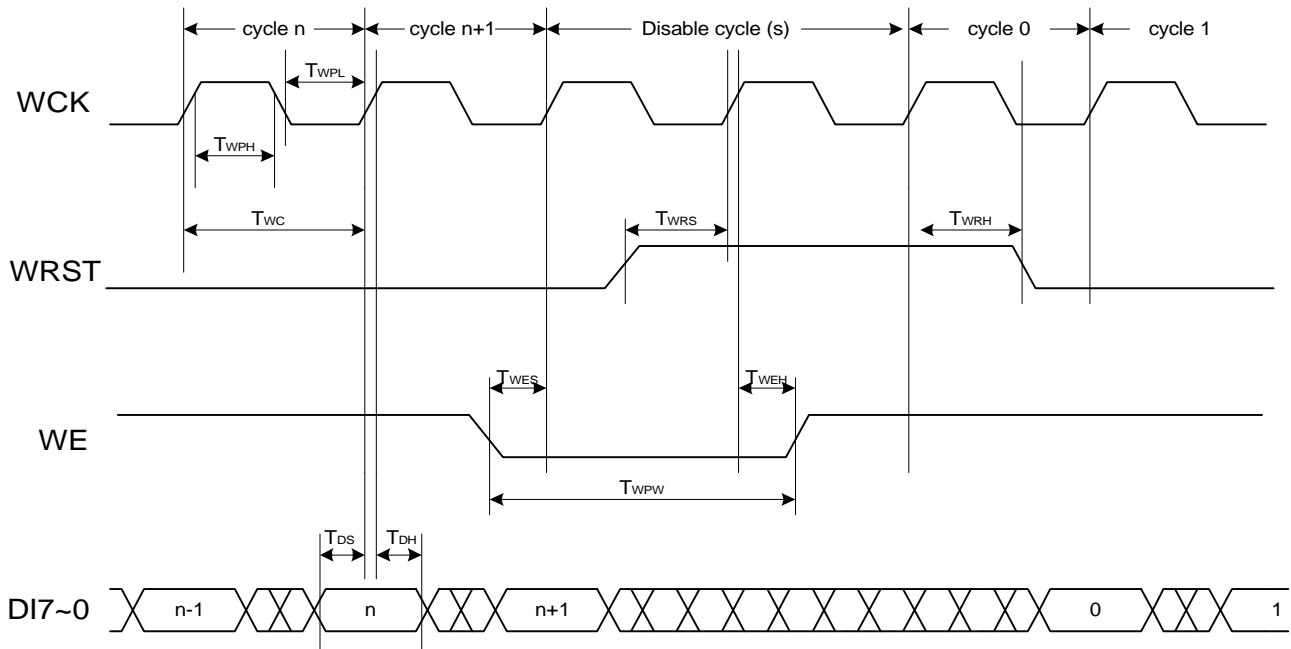 cycle n cycle n+1 Disable cycle (s) cycle 0 cycle 1
TWPL
WCK
TWPH
TWC TWRS TWRH
WRST
TWES TWEH
WE
TWPW
TDS TDH
DI7~0 n-1 n n+1 0 1